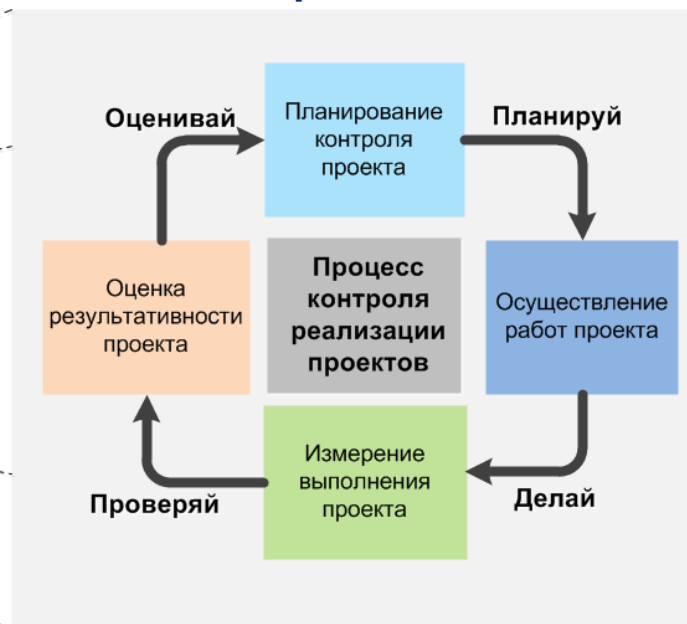 Оценивай
Планирование
контроля
проекта
Планируй
Оценка
результативности
проекта
Процесс
контроля
реализации
проектов
Осуществление
работ проекта
Измерение
выполнения
проекта
Проверяй
Делай